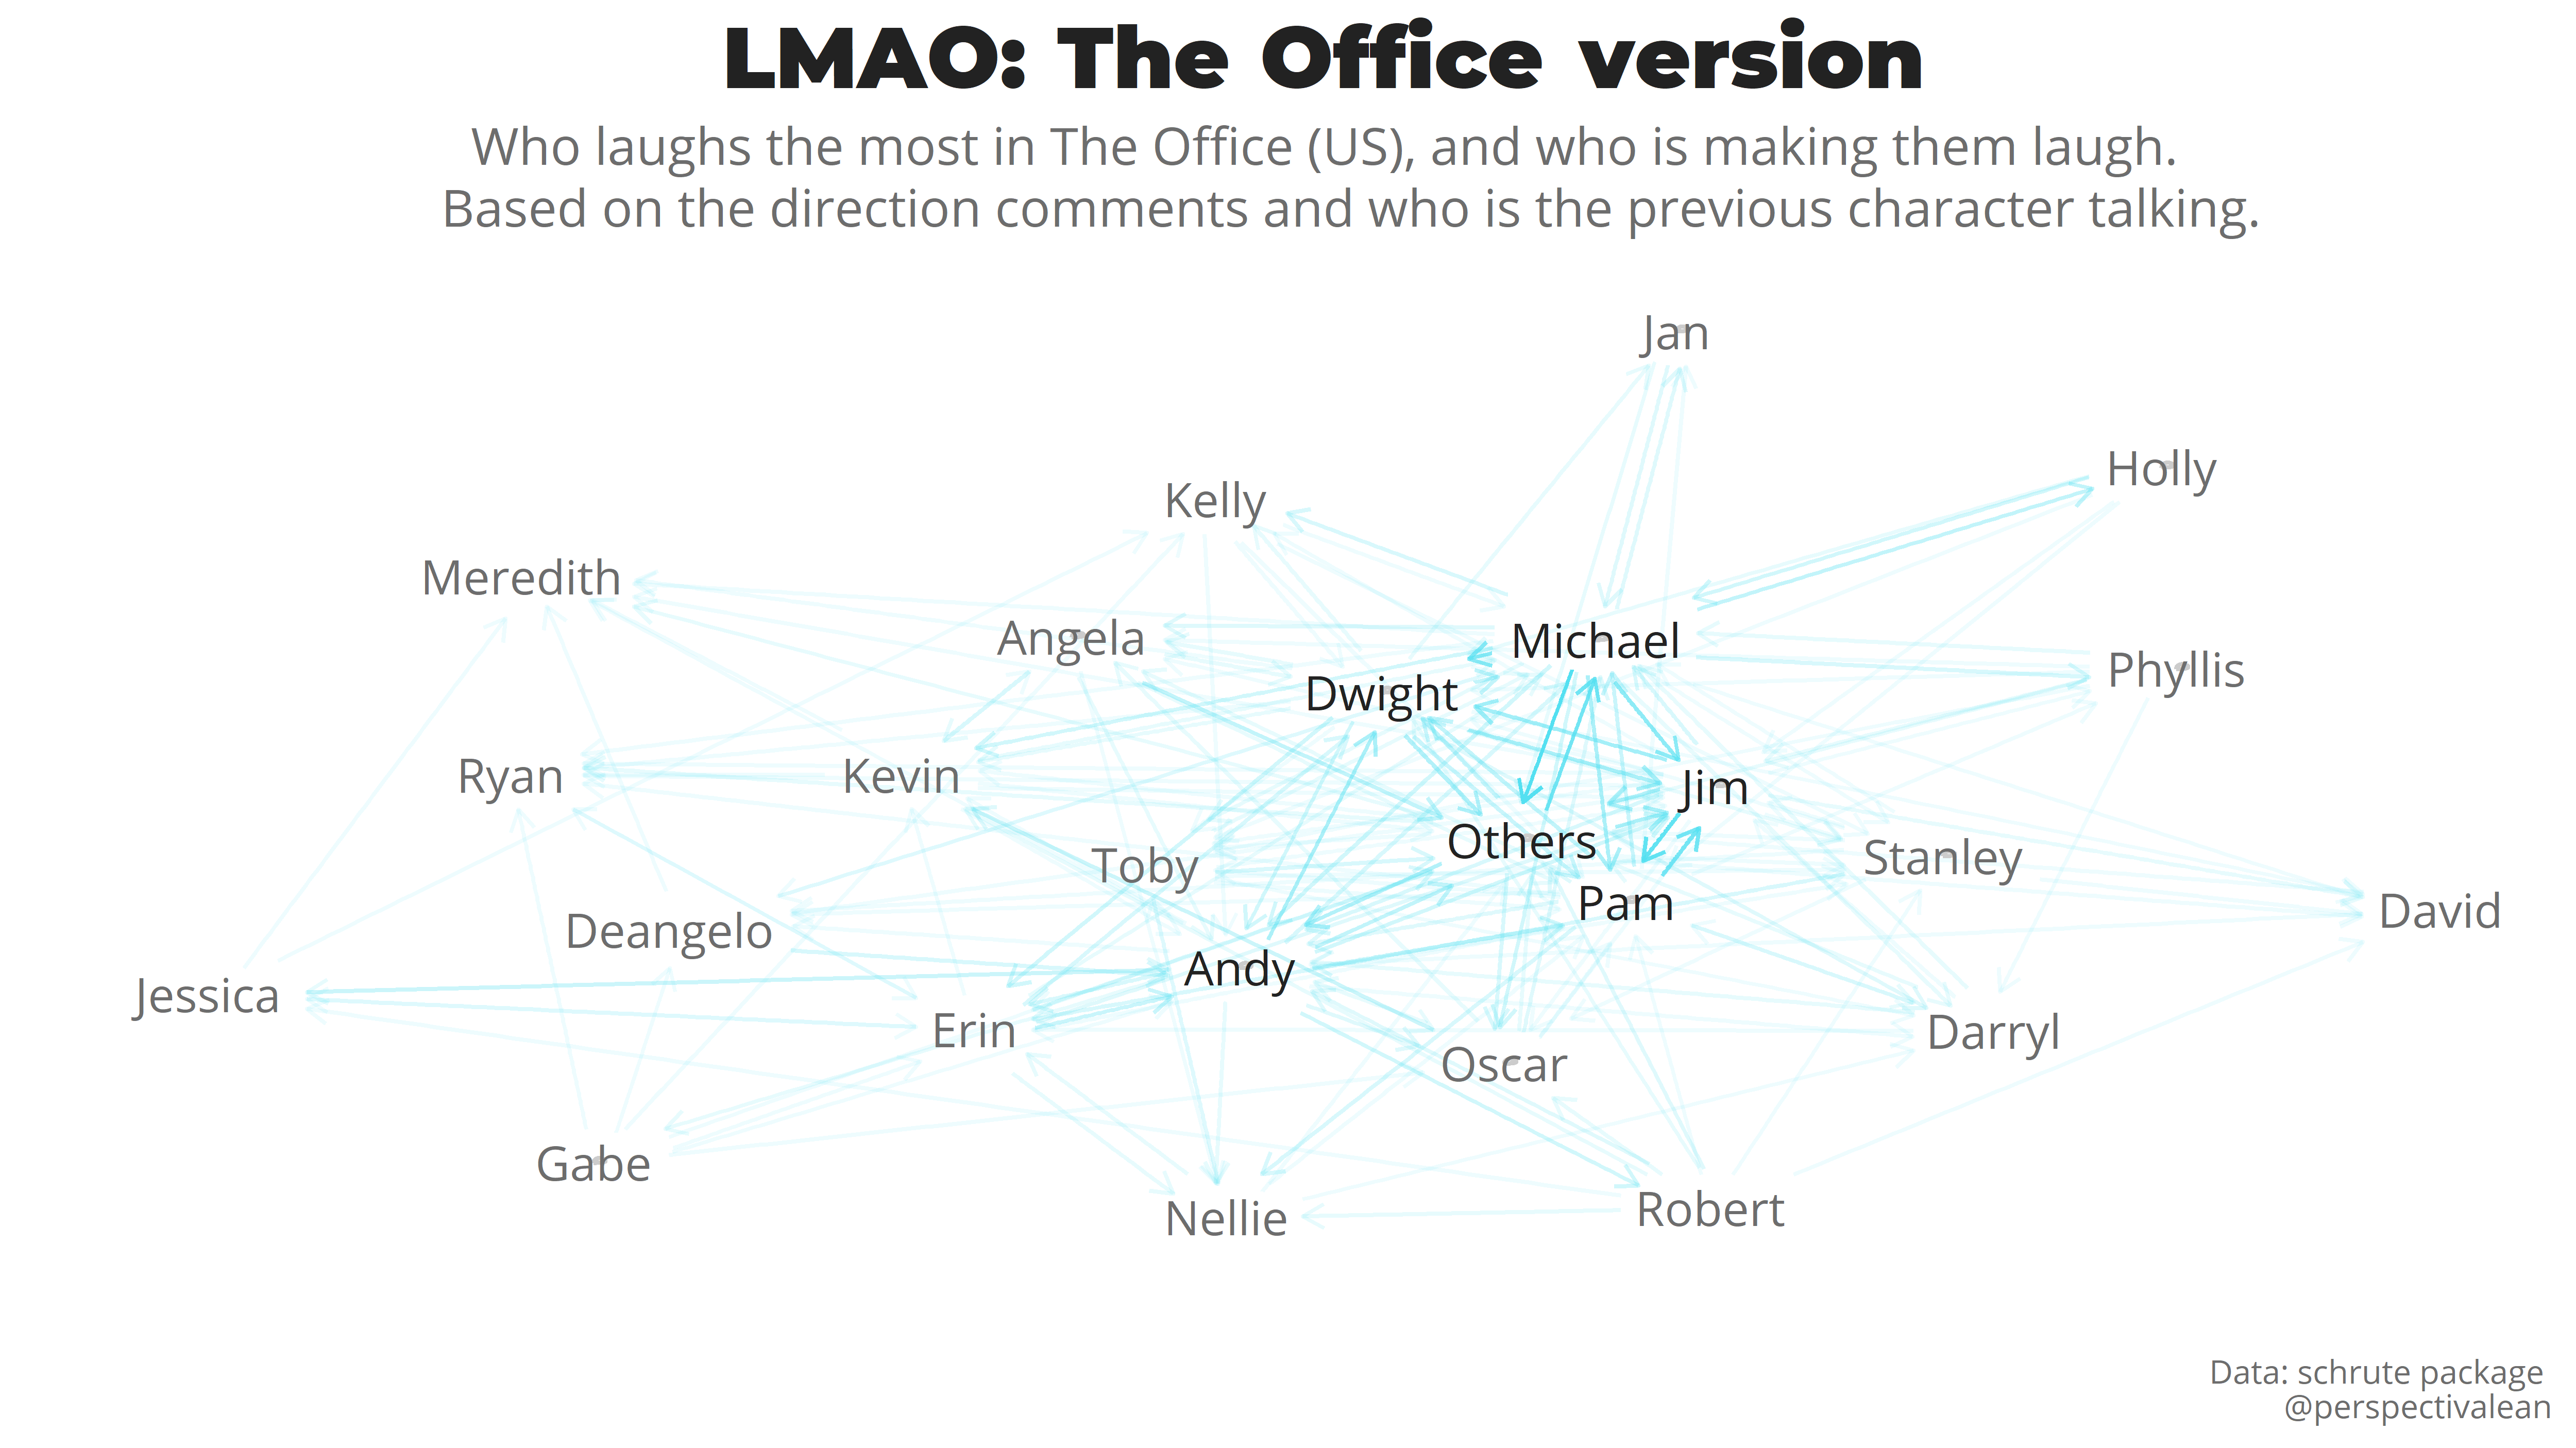 LMAO: The Office version
Who laughs the most in The Office (US), and who is making them laugh.
Based on the direction comments and who is the previous character talking.
Jan
Holly
Kelly
Meredith
Angela
Michael
Phyllis
Dwight
Ryan
Kevin
Jim
Others
Toby
Stanley
Pam
David
Deangelo
Andy
Jessica
Erin
Darryl
Oscar
Gabe
Nellie
Robert
Data: schrute package
@perspectivalean